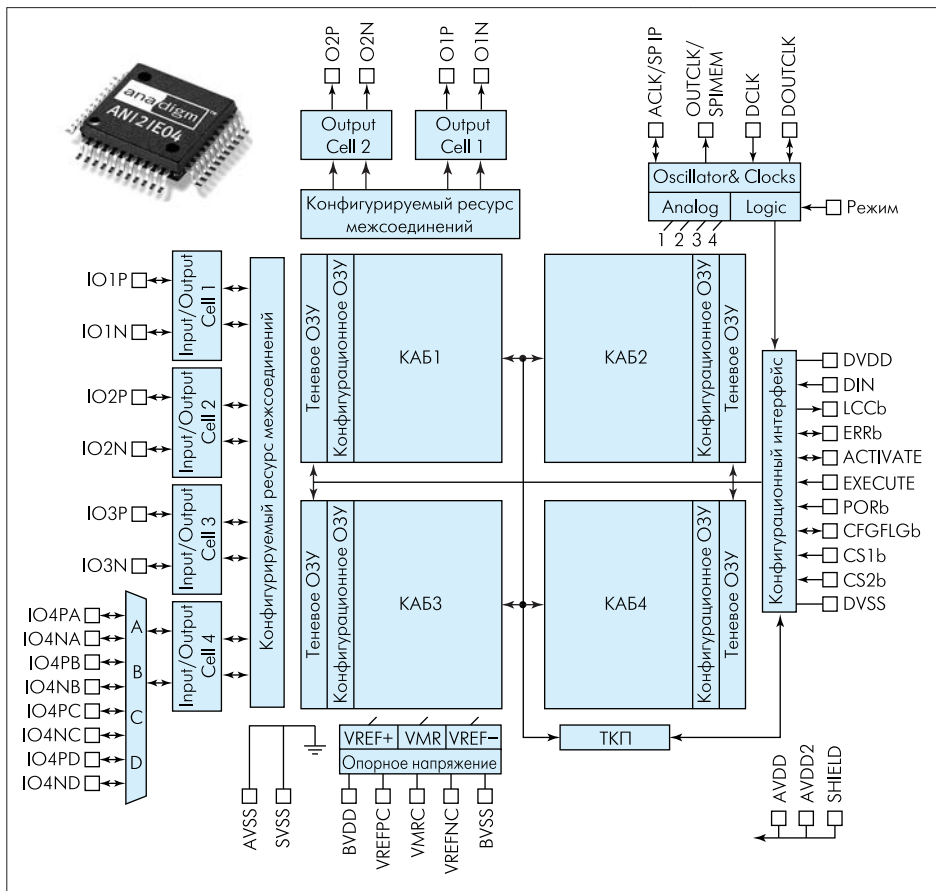 anadigm™
AN121E04
O2P
O2N
O1P
O1N
Output
Cell 2
Output
Cell 1
Конфигурируемый ресурс
межсоединений
ACLK/SP IP
OUTCLK/
SPIMEM
DCLK
DOUTCLK
Oscillator& Clocks
Analog
Logic
Режим
1 2 3 4
IO1P
IO1N
Input/Output
Cell 1
IO2P
IO2N
Input/Output
Cell 2
IO3P
IO3N
Input/Output
Cell 3
IO4PA
IO4NA
IO4PB
IO4NB
IO4PC
IO4NC
IO4PD
IO4ND
A
B
C
D
Input/Output
Cell 4
Конфигурируемый ресурс межсоединений
Теневое ОЗУ
Конфигурационное ОЗУ
КАБ1
КАБ2
Конфигурационное ОЗУ
Теневое ОЗУ
Теневое ОЗУ
Конфигурационное ОЗУ
КАБ3
КАБ4
Конфигурационное ОЗУ
Теневое ОЗУ
Конфигурационный интерфейс
DVDD
DIN
LCCb
ERRb
ACTIVATE
EXECUTE
PORb
CFGFLGb
CS1b
CS2b
DVSS
VREF+
VMR
VREF−
Опорное напряжение
ТКП
AVSS
SVSS
BVDD
VREFPC
VMRC
VREFNC
BVSS
AVDD
AVDD2
SHIELD